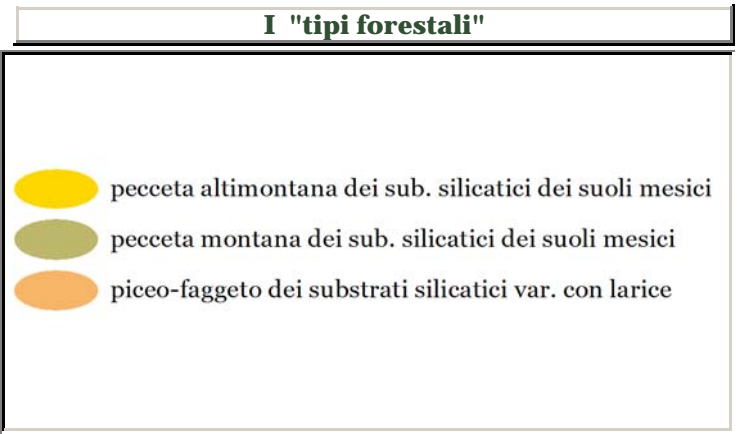 I "tipi forestali"
pecceta altimontana dei sub. silicatici dei suoli mesici
pecceta montana dei sub. silicatici dei suoli mesici
piceo-faggeto dei substrati silicatici var. con larice